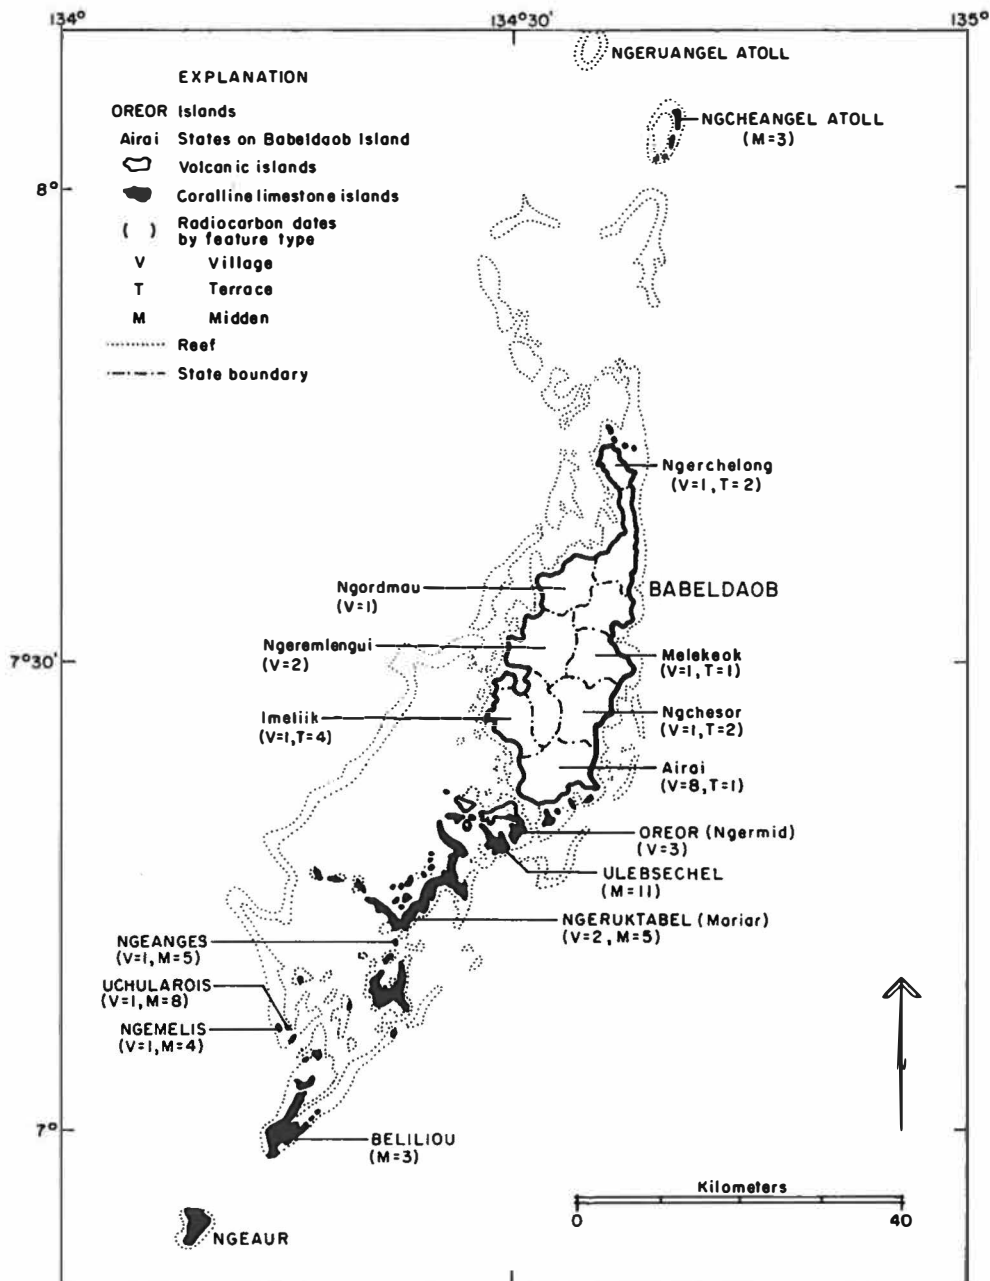 134°
134°30'
135°
NGERUANGEL ATOLL
EXPLANATION
OREOR Islands
Airai States on Babeldaob Island
Volcanic islands
Coralline limestone islands
( ) Radiocarbon dates
by feature type
V Village
T Terrace
M Midden
Reef
State boundary
NGCHEANGEL ATOLL
(M=3)
8°
Ngerchelong
(V=1, T=2)
Ngordmau
(V=1)
BABELDAOB
Ngeremlengui
(V=2)
7°30'
Melekeok
(V=1, T=1)
Imeliik
(V=1, T=4)
Ngchesor
(V=1, T=2)
Airai
(V=8, T=1)
OREOR (Ngermid)
(V=3)
ULEBSECHEL
(M=11)
NGERUKTABEL (Mariar)
(V=2, M=5)
NGEANGES
(V=1, M=5)
UCHULAROIS
(V=1, M=8)
NGEMELIS
(V=1, M=4)
7°
BELILIOU
(M=3)
NGEAUR
Kilometers
0
40